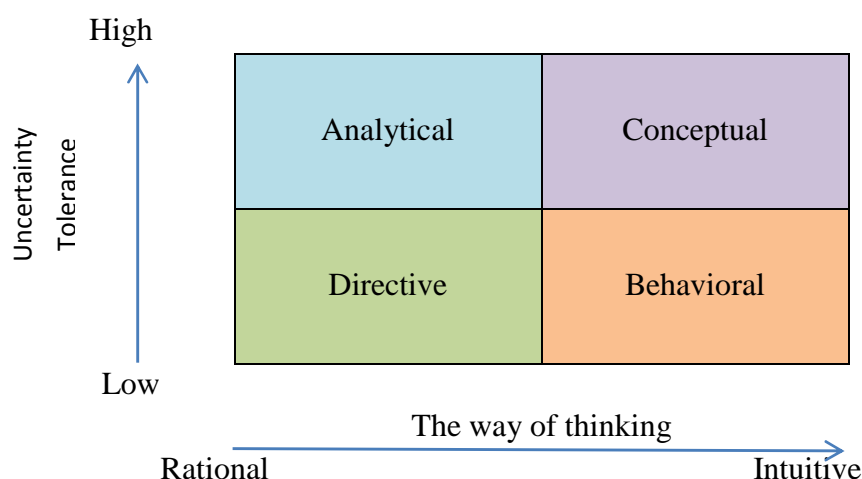 High
Uncertainty
Tolerance
Analytical
Conceptual
Directive
Behavioral
Low
The way of thinking
Rational
Intuitive